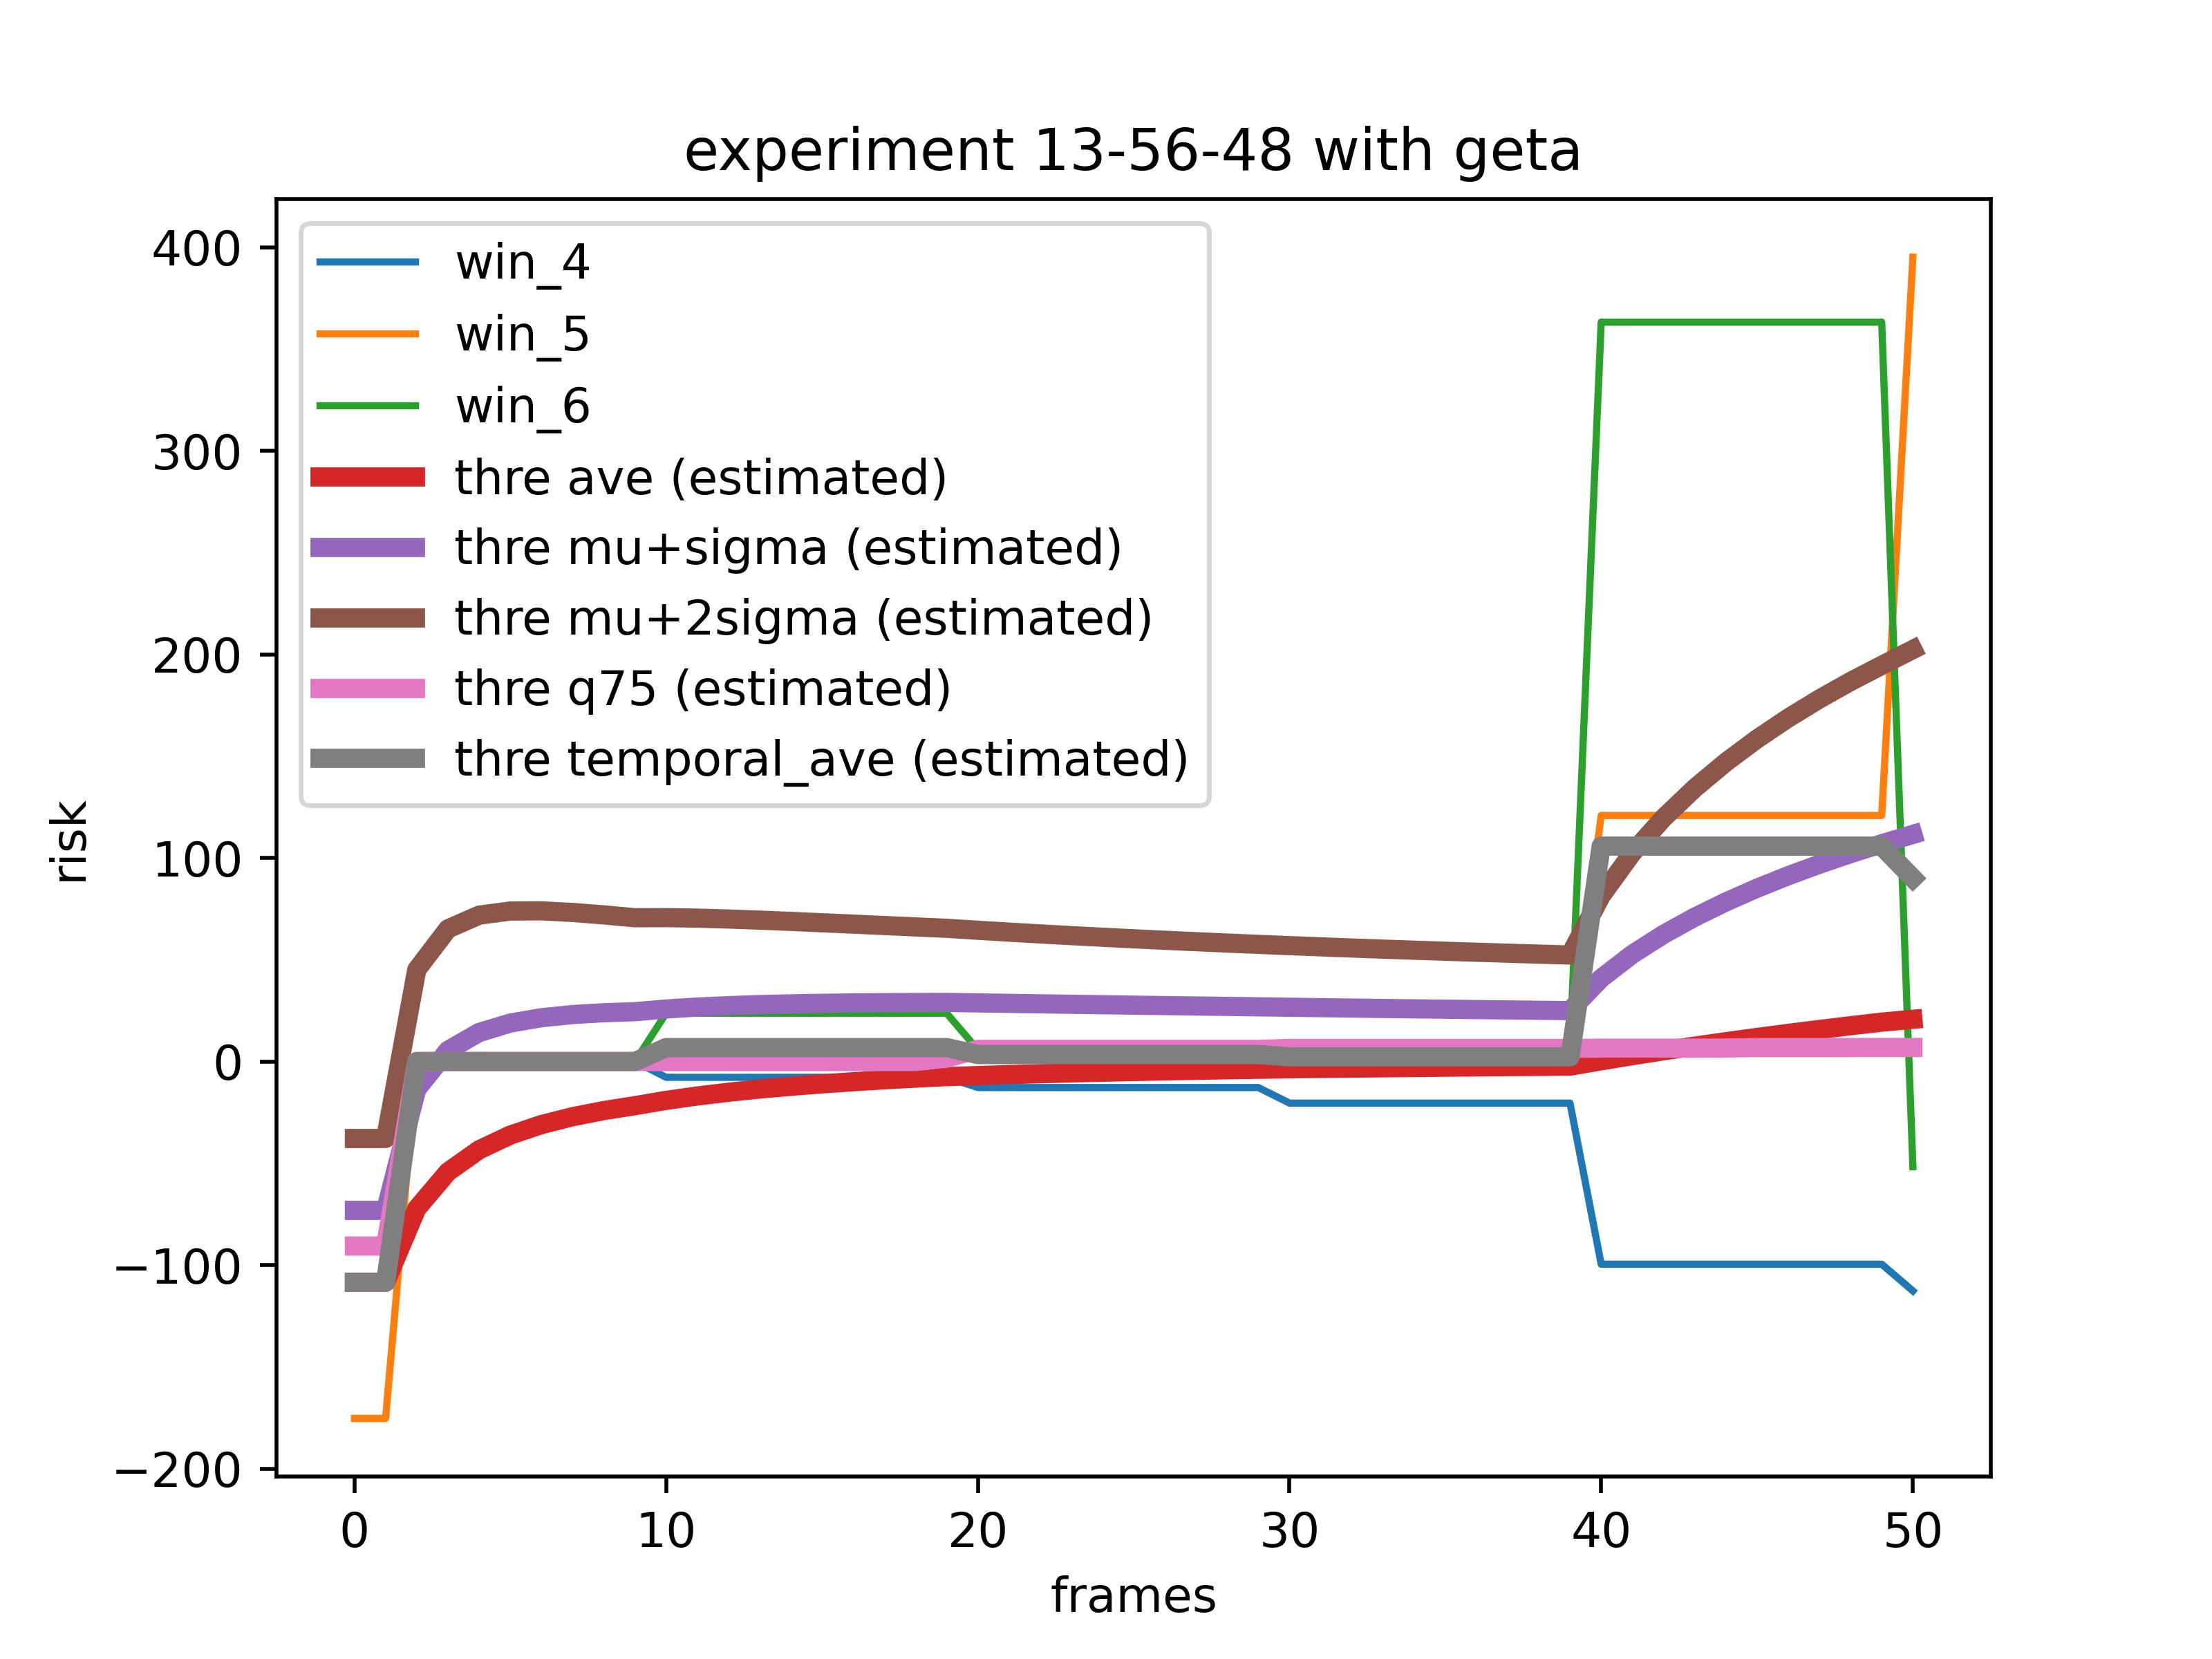 experiment 13-56-48 with geta
400
300
200
100
0
−100
−200
risk
win_4
win_5
win_6
thre ave (estimated)
thre mu+sigma (estimated)
thre mu+2sigma (estimated)
thre q75 (estimated)
thre temporal_ave (estimated)
0 10 20 30 40 50
frames